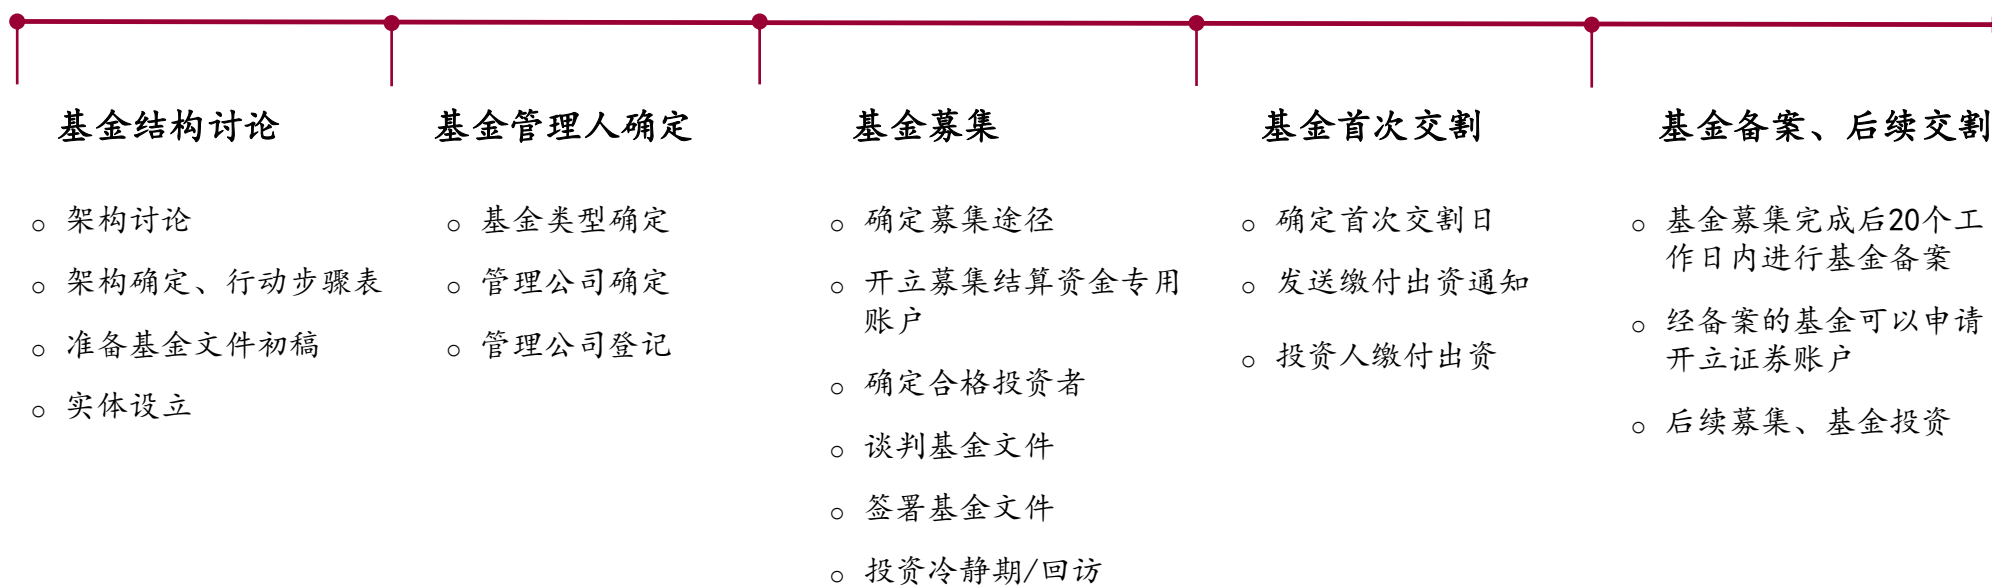 基金结构讨论
○ 架构讨论
○ 架构确定、行动步骤表
○ 准备基金文件初稿
○ 实体设立
基金管理人确定
○ 基金类型确定
○ 管理公司确定
○ 管理公司登记
基金募集
○ 确定募集途径
○ 开立募集结算资金专用
账户
○ 确定合格投资者
○ 谈判基金文件
○ 签署基金文件
○ 投资冷静期/回访
基金首次交割
○ 确定首次交割日
○ 发送缴付出资通知
○ 投资人缴付出资
基金备案、后续交割
○ 基金募集完成后20个工
作日内进行基金备案
○ 经备案的基金可以申请
开立证券账户
○ 后续募集、基金投资